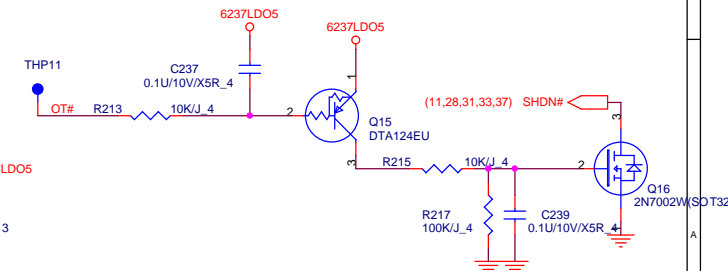 6237LDO5
6237LDO5
THP11
C237
0.1U/10V/X5R_4
1
(11,28,31,33,37) SHDN#
OT#
R213
10K/J_4
2
Q15
DTA124EU
3
3
LDO5
R215
10K/J_4
2
Q16
2N7002W(SOT32
R217
100K/J_4
C239
0.1U/10V/X5R_4
3
A